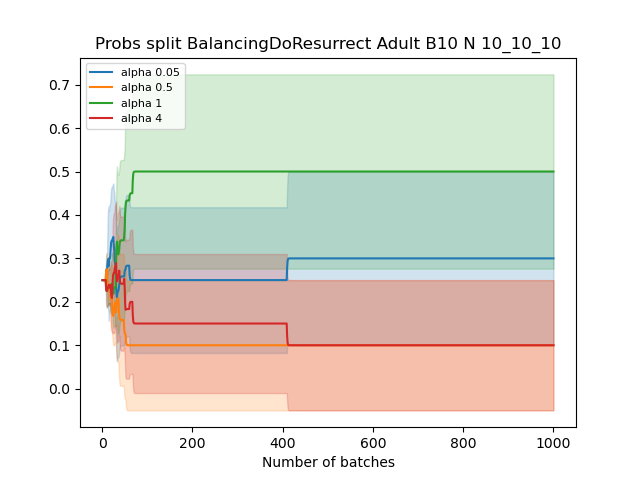 Probs split BalancingDoResurrect Adult B10 N 10_10_10
alpha 0.05
alpha 0.5
alpha 1
alpha 4
0.7
0.6
0.5
0.4
0.3
0.2
0.1
0.0
0 200 400 600 800 1000
Number of batches